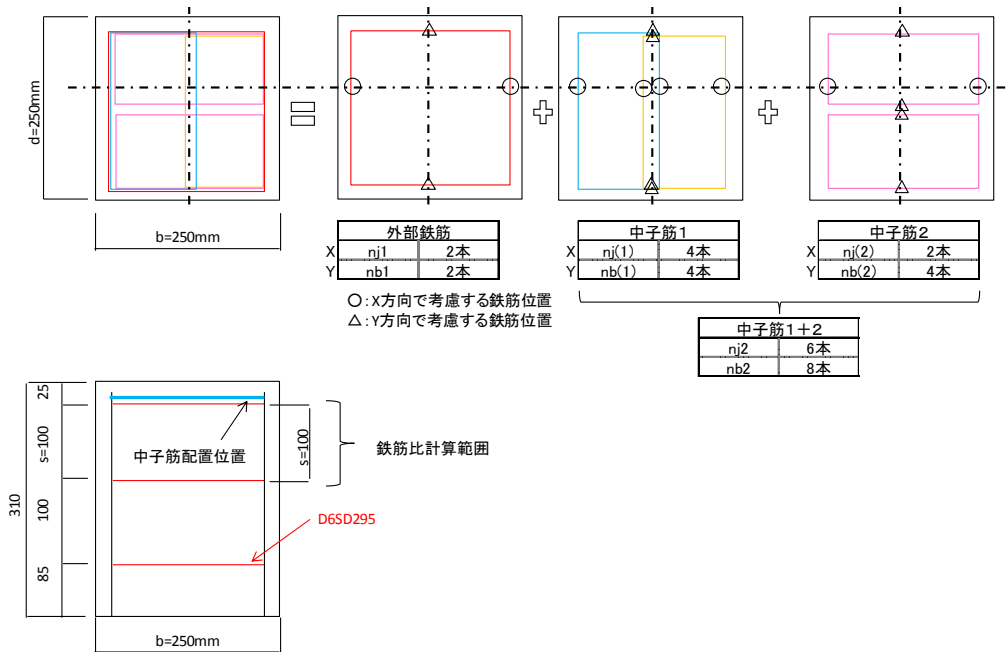 d=250mm
b=250mm
外部鉄筋
X nj1 2本
Y nb1 2本
中子筋1
X nj(1) 4本
Y nb(1) 4本
中子筋2
X nj(2) 2本
Y nb(2) 4本
○:X方向で考慮する鉄筋位置
△:Y方向で考慮する鉄筋位置
中子筋1+2
nj2 6本
nb2 8本
310
25
s=100
100
85
中子筋配置位置
s=100
鉄筋比計算範囲
D6SD295
b=250mm